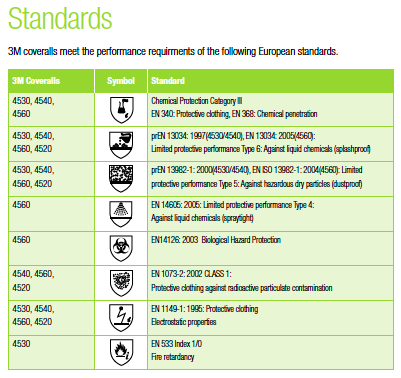 Standards
3M coveralls meet the performance requirments of the following European standards.
3M Coveralls Symbol Standard
4530, 4540,
4560
Chemical Protection Category III
EN 340: Protective clothing, EN 368: Chemical penetration
4530, 4540,
4560, 4520
prEN 13034: 1997(4530/4540), EN 13034: 2005(4560):
Limited protective performance Type 6: Against liquid chemicals (splashproof)
4530, 4540,
4560, 4520
prEN 13982-1: 2000(4530/4540), EN ISO 13982-1: 2004(4560): Limited
protective performance Type 5: Against hazardous dry particles (dustproof)
4560
EN 14605: 2005: Limited protective performance Type 4:
Against liquid chemicals (spraytight)
4560
EN14126: 2003 Biological Hazard Protection
4540, 4560,
4520
EN 1073-2: 2002 CLASS 1:
Protective clothing against radioactive particulate contamination
4530, 4540,
4560, 4520
EN 1149-1: 1995: Protective clothing
Electrostatic properties
4530
EN 533 Index 1/0
Fire retardancy